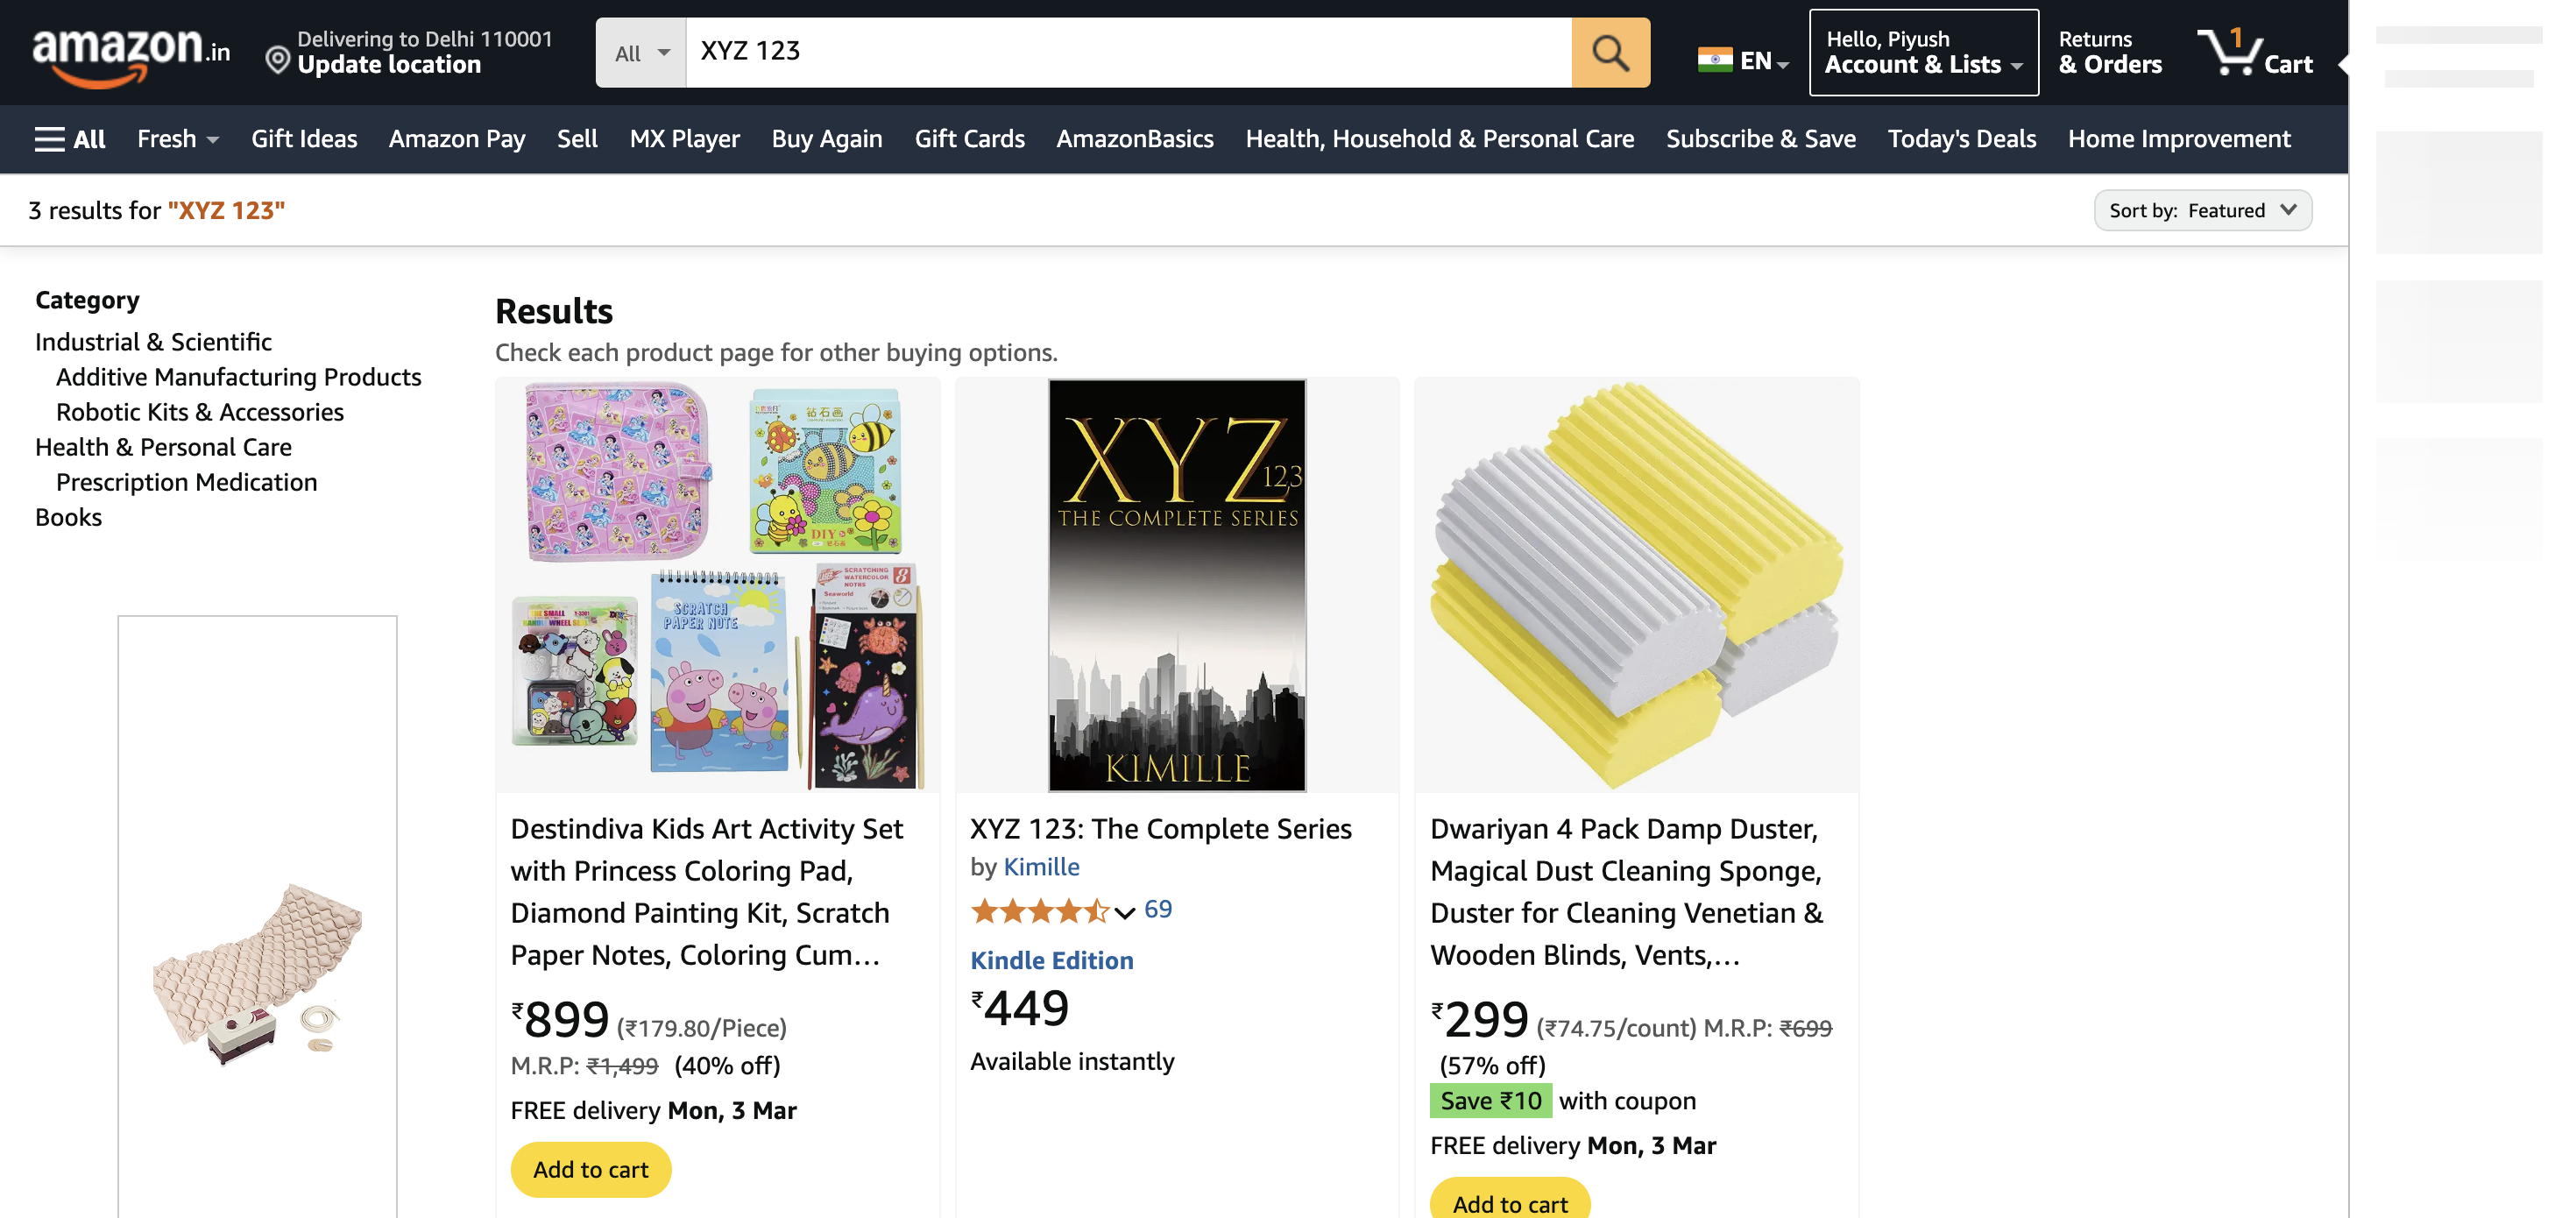 amazon.in
Delivering to Delhi 110001
Update location
All
XYZ 123
EN
Hello, Piyush
Account & Lists
Returns
& Orders
1
Cart
All
Fresh
Gift Ideas
Amazon Pay
Sell
MX Player
Buy Again
Gift Cards
AmazonBasics
Health, Household & Personal Care
Subscribe & Save
Today's Deals
Home Improvement
3 results for "XYZ 123"
Sort by: Featured
Category
Industrial & Scientific
Additive Manufacturing Products
Robotic Kits & Accessories
Health & Personal Care
Prescription Medication
Books
Results
Check each product page for other buying options.
钻石画
DIY
SCRATCH
PAPER NOTE
SCRATCHING
WATERCOLOR
NOTES
8
Seaworld
Destindiva Kids Art Activity Set
with Princess Coloring Pad,
Diamond Painting Kit, Scratch
Paper Notes, Coloring Cum...
₹899 (₹179.80/Piece)
M.R.P: ₹1,499 (40% off)
FREE delivery Mon, 3 Mar
Add to cart
XYZ
123
THE COMPLETE SERIES
KIMILLE
XYZ 123: The Complete Series
by Kimille
69
Kindle Edition
₹449
Available instantly
Dwariyan 4 Pack Damp Duster,
Magical Dust Cleaning Sponge,
Duster for Cleaning Venetian &
Wooden Blinds, Vents,...
₹299 (₹74.75/count) M.R.P: ₹699
(57% off)
Save ₹10 with coupon
FREE delivery Mon, 3 Mar
Add to cart